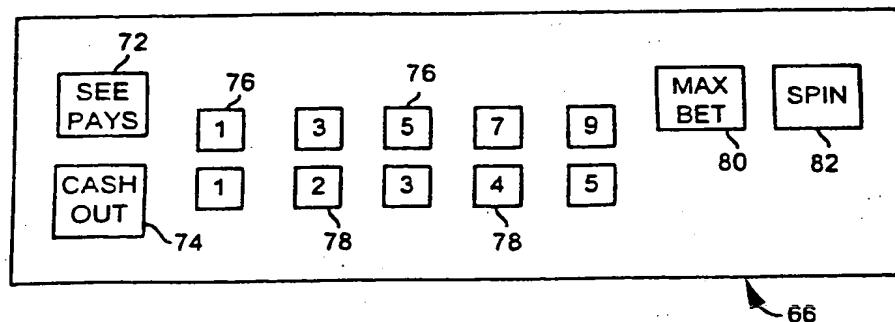 72
SEE
PAYS
76
76
MAX
BET
SPIN
1 3 5 7 9
80
82
CASH
OUT
1 2 3 4 5
74
78
78
66